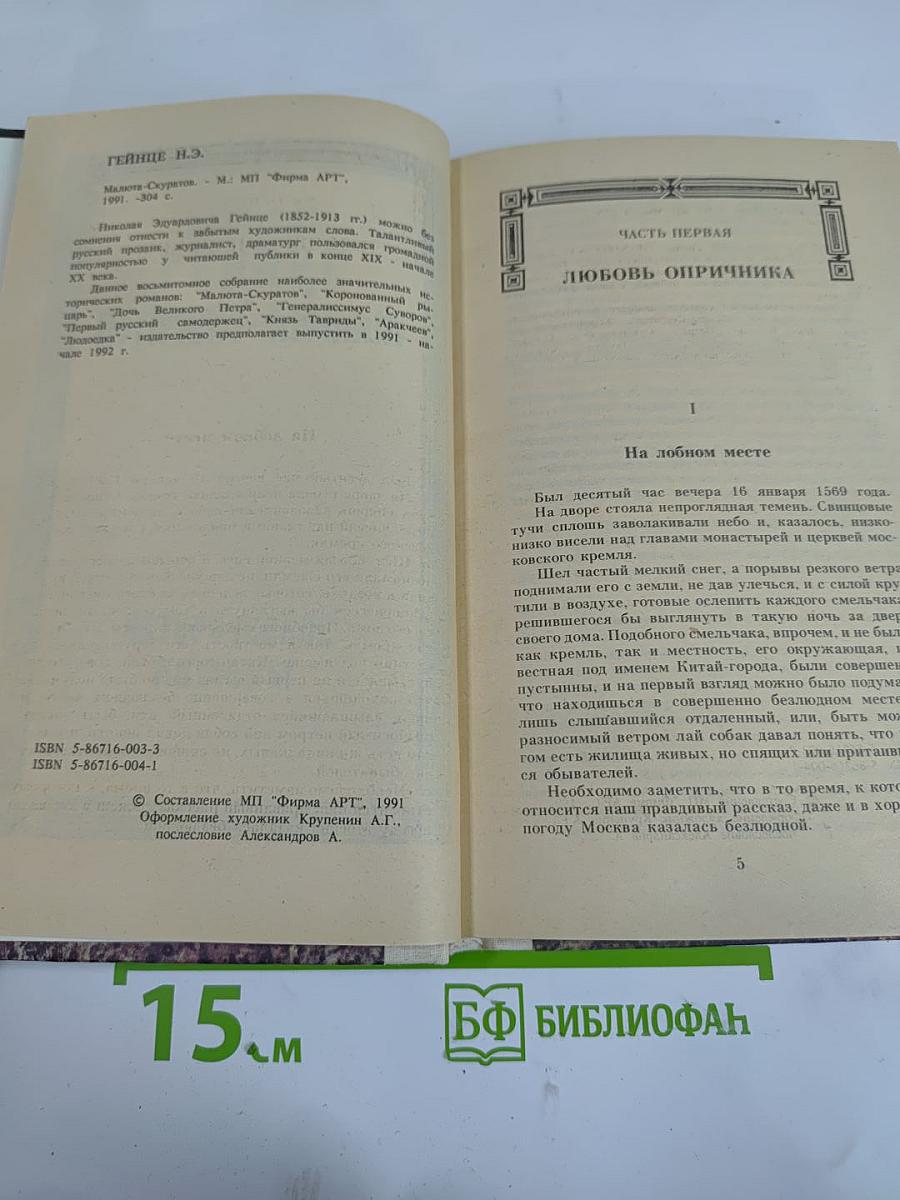 ГЕЙНЦЕ Н.Э.
Малюта-Скуратов. - М.: МП "Фирма АРТ",
1991. -304 с.
Николая Эдуардовича Гейнце (1852-1913 гг.) можно без
сомнения отнести к забытым художникам слова. Талантливый
русский прозаик, журналист, драматург пользовался громадной
популярностью у читающей публики в конце XIX - начале
XX века.
Данное восьмитомное собрание наиболее значительных ис-
торических романов: "Малюта-Скуратов", "Коронованный ры-
царь", "Дочь Великого Петра", "Генералиссимус Суворов",
"Первый русский самодержец", "Князь Тавриды", "Аракчеев",
"Людоедка" - издательство предполагает выпустить в 1991 - на-
чале 1992 г.
ISBN 5-86716-003-3
ISBN 5-86716-004-1
© Составление МП "Фирма АРТ", 1991
Оформление художник Крупенин А.Г.,
послесловие Александров А.
ЧАСТЬ ПЕРВАЯ
ЛЮБОВЬ ОПРИЧНИКА
I
На лобном месте
Был десятый час вечера 16 января 1569 года.
На дворе стояла непроглядная темень. Свинцовые
тучи сплошь заволакивали небо и, казалось, низко-
низко висели над главами монастырей и церквей мос-
ковского кремля.
Шел частый мелкий снег, а порывы резкого ветра
поднимали его с земли, не дав улечься, и с силой кру
тили в воздухе, готовые ослепить каждого смельчака
решившегося бы выглянуть в такую ночь за двер
своего дома. Подобного смельчака, впрочем, и не был
как кремль, так и местность, его окружающая, и
вестная под именем Китай-города, были совершен
пустынны, и на первый взгляд можно было подума
что находишься в совершенно безлюдном месте
лишь слышавшийся отдаленный, или, быть мож
разносимый ветром лай собак давал понять, что
гом есть жилища живых, но спящих или притаив
ся обывателей.
Необходимо заметить, что в то время, к кото
относится наш правдивый рассказ, даже и в хор
погоду Москва казалась безлюдной.
5
15 см
БФ БИБЛИОФАН